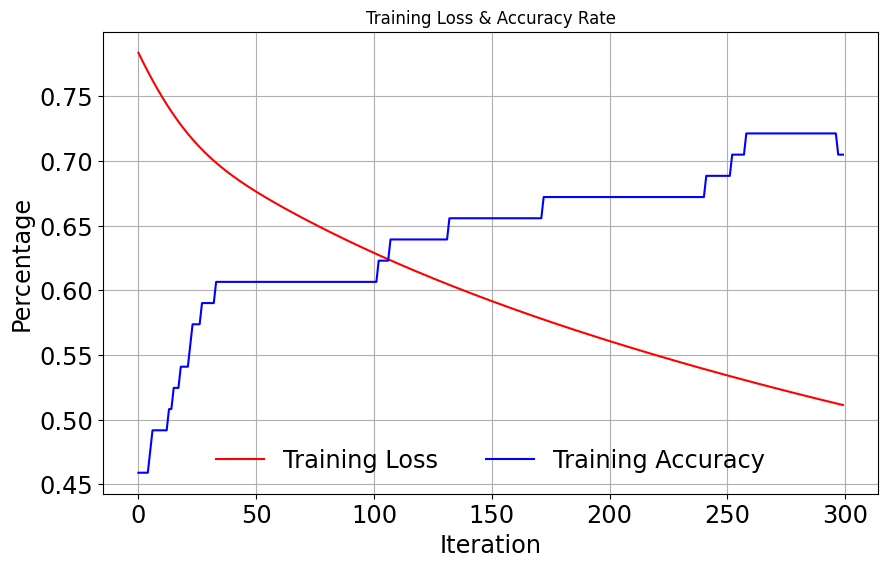 Training Loss & Accuracy Rate
Percentage
0.75
0.70
0.65
0.60
0.55
0.50
0.45
Training Loss Training Accuracy
0 50 100 150 200 250 300
Iteration